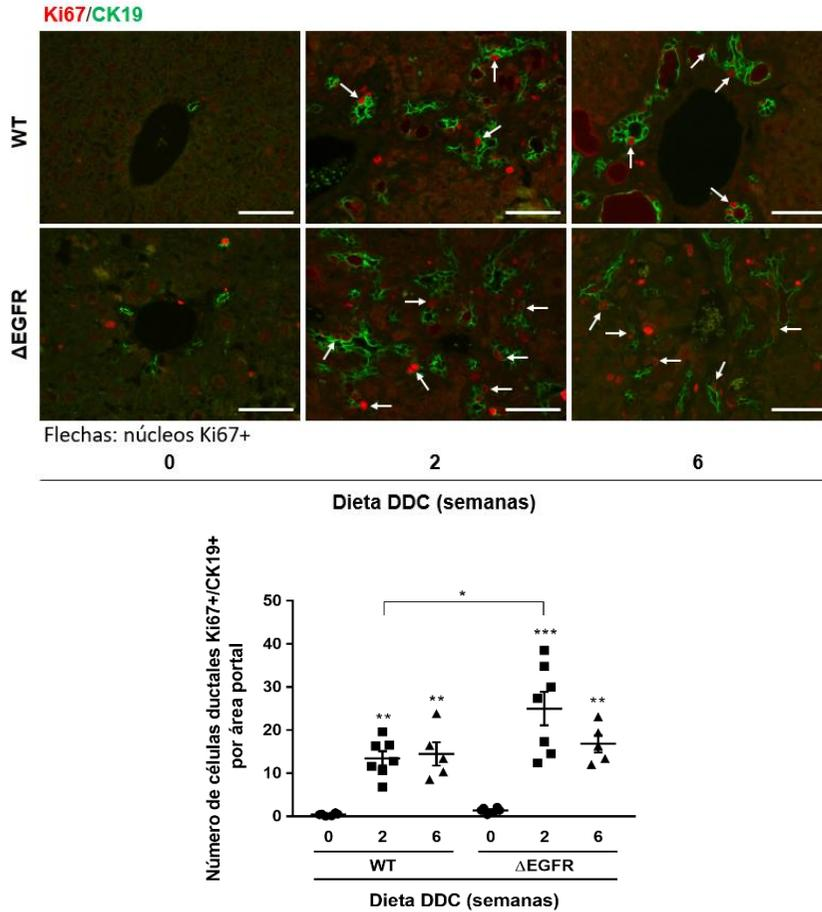 Ki67/CK19
WT
ΔEGFR
Flechas: núcleos Ki67+
0 2 6
Dieta DDC (semanas)
Número de células ductales Ki67+/CK19+
por área portal
50
40
30
20
10
0
*
***
** ** **
0 2 6 0 2 6
WT ΔEGFR
Dieta DDC (semanas)